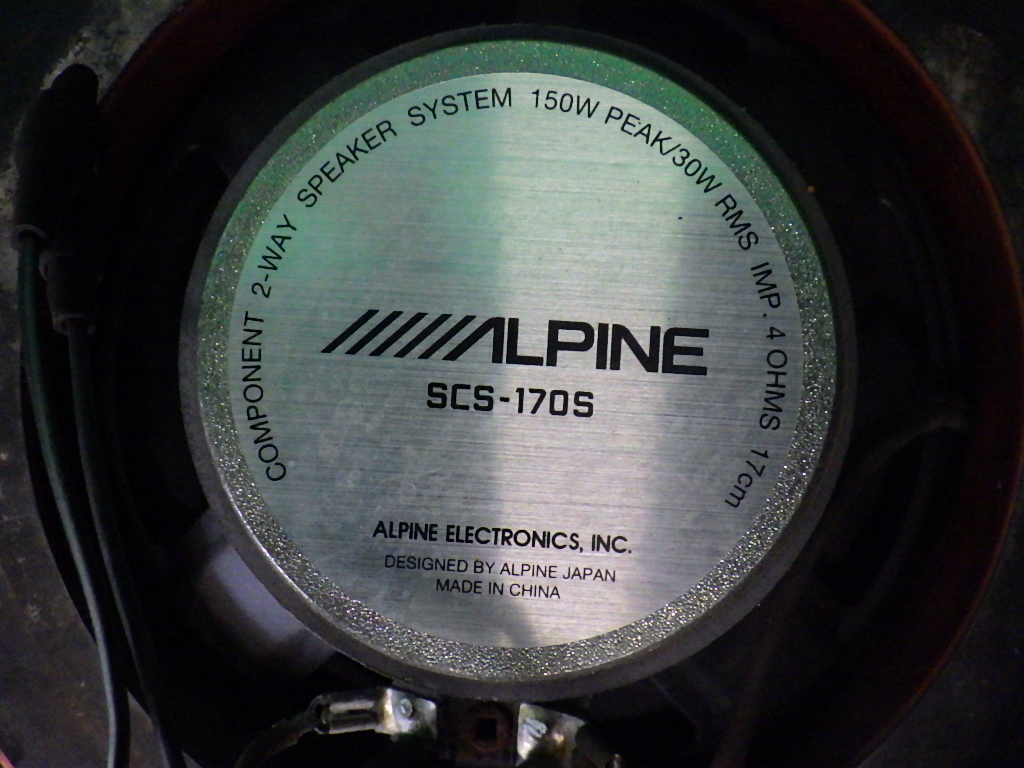 COMPONENT 2-WAY SPEAKER SYSTEM 150W PEAK/30W RMS IMP. 4 OHMS 17cm
ALPINE
SCS-170S
ALPINE ELECTRONICS, INC.
DESIGNED BY ALPINE JAPAN
MADE IN CHINA